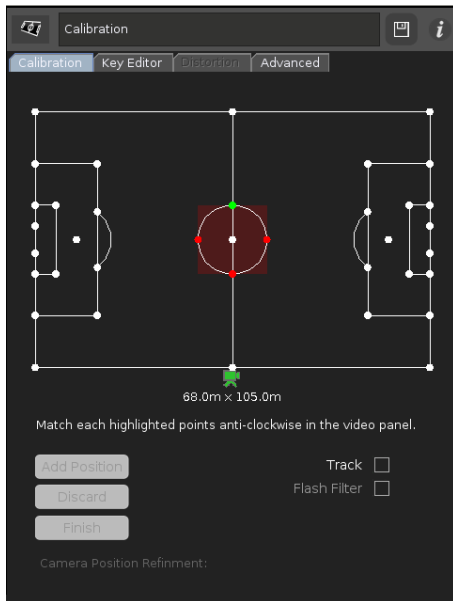 Calibration
Calibration Key Editor Distortion Advanced
68.0m × 105.0m
Match each highlighted points anti-clockwise in the video panel.
Add Position
Track
Discard
Flash Filter
Finish
Camera Position Refinment: